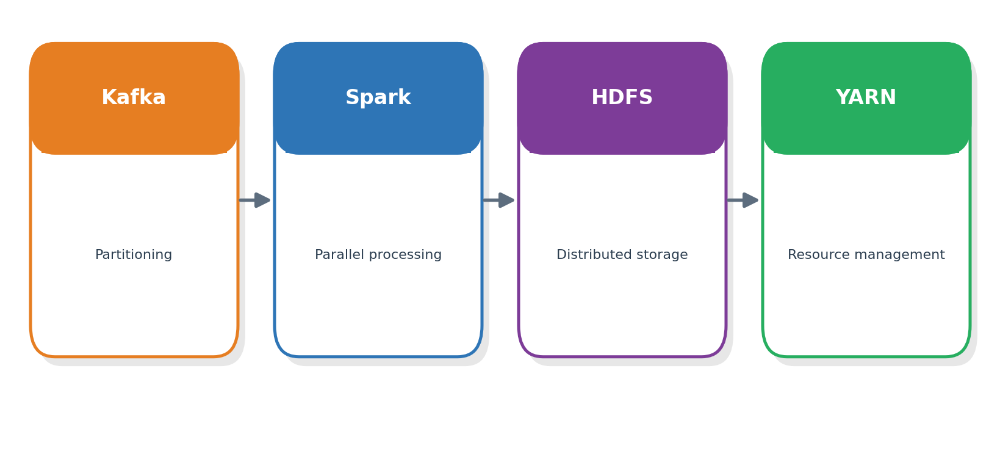 Kafka
Partitioning
Spark
Parallel processing
HDFS
Distributed storage
YARN
Resource management